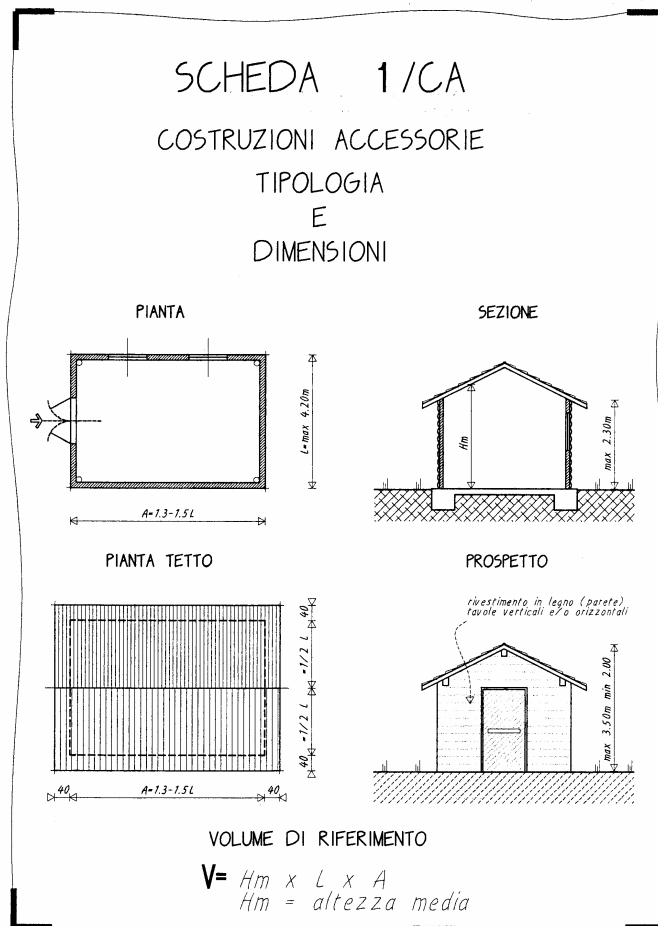 SCHEDA 1/CA
COSTRUZIONI ACCESSORIE
TIPOLOGIA
E
DIMENSIONI
PIANTA
SEZIONE
L=max 4.20m
Hm
max 2.30m
A=1.3-1.5L
PIANTA TETTO
PROSPETTO
rivestimento in legno (parete)
tavole verticali e/o orizzontali
40
=1/2 L
=1/2 L
40
max 3.50m min 2.00
40
A=1.3-1.5L
40
VOLUME DI RIFERIMENTO
V= Hm x L x A
Hm = altezza media